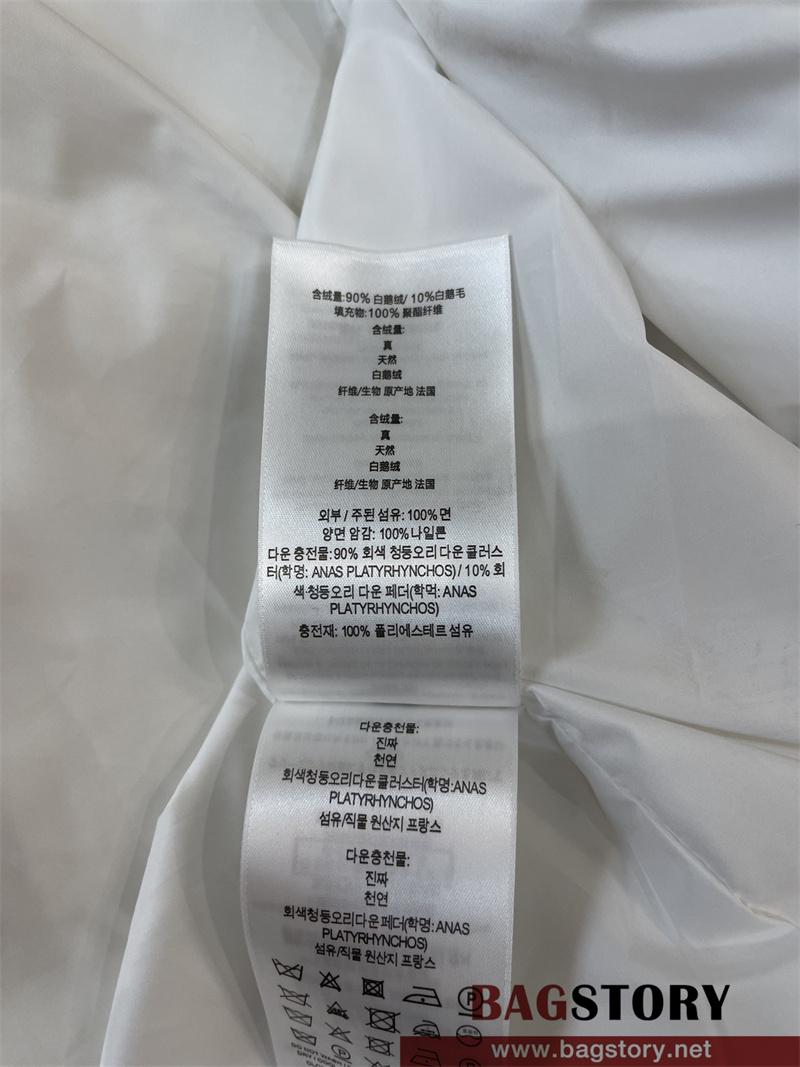 含绒量:90% 白鹅绒/ 10%白鹅毛
填充物:100% 聚酯纤维
含绒量:
真
天然
白鹅绒
纤维/生物 原产地 法国
含绒量:
真
天然
白鹅绒
纤维/生物 原产地 法国
외부 / 주된 섬유: 100% 면
양면 암감: 100% 나일론
다운 충전물: 90% 회색 청둥오리 다운 클러스
터(학명: ANAS PLATYRHYNCHOS) / 10% 회
색·청둥오리 다운 페더(학먹: ANAS
PLATYRHYNCHOS)
충전재: 100% 폴리에스테르 섬유
다운충천물:
진짜
천연
회색청둥오리다운클러스터(학명:ANAS
PLATYRHYNCHOS)
섬유/직물 원산지 프랑스
다운충천물:
진짜
천연
회색청둥오리다운페더(학명: ANAS
PLATYRHYNCHOS)
섬유/직물 원산지 프랑스
P
BAGSTORY
www.bagstory.net